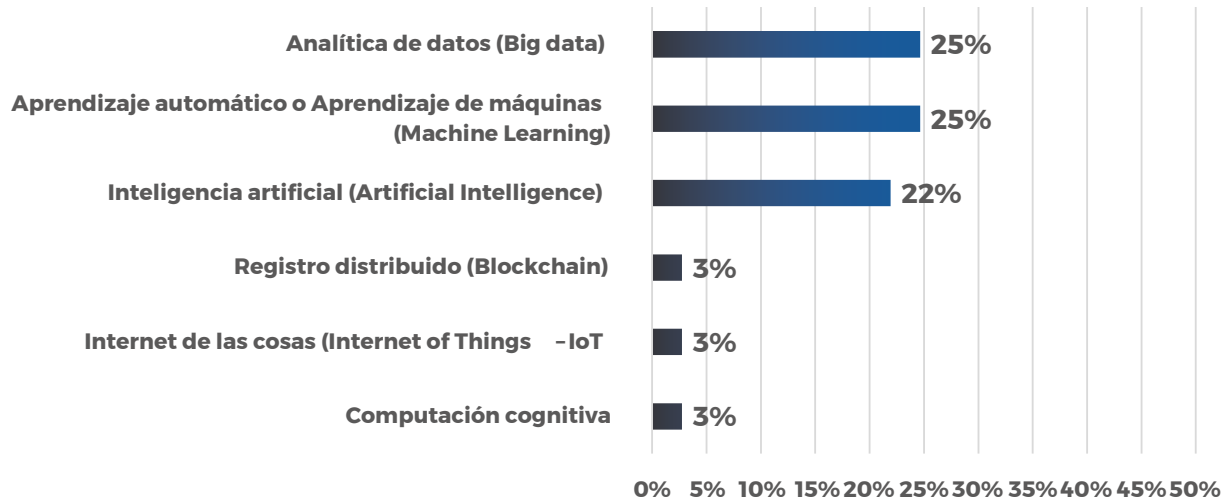 Analítica de datos (Big data) 25%
Aprendizaje automático o Aprendizaje de máquinas
(Machine Learning) 25%
Inteligencia artificial (Artificial Intelligence) 22%
Registro distribuido (Blockchain) 3%
Internet de las cosas (Internet of Things –IoT 3%
Computación cognitiva 3%
0% 5% 10% 15% 20% 25% 30% 35% 40% 45% 50%